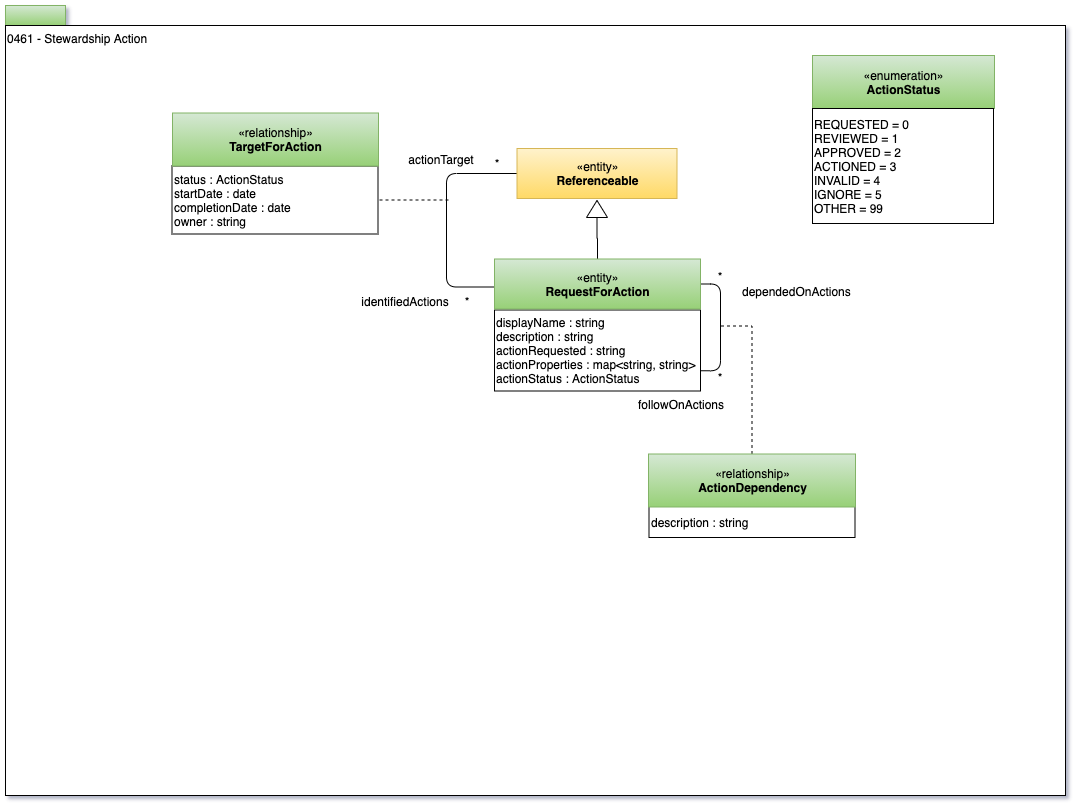 0461 - Stewardship Action
«enumeration»
ActionStatus
REQUESTED = 0
REVIEWED = 1
APPROVED = 2
ACTIONED = 3
INVALID = 4
IGNORE = 5
OTHER = 99
«relationship»
TargetForAction
status : ActionStatus
startDate : date
completionDate : date
owner : string
actionTarget *
«entity»
Referenceable
identifiedActions *
«entity»
RequestForAction
displayName : string
description : string
actionRequested : string
actionProperties : map<string, string>
actionStatus : ActionStatus
*
dependedOnActions
*
followOnActions
«relationship»
ActionDependency
description : string